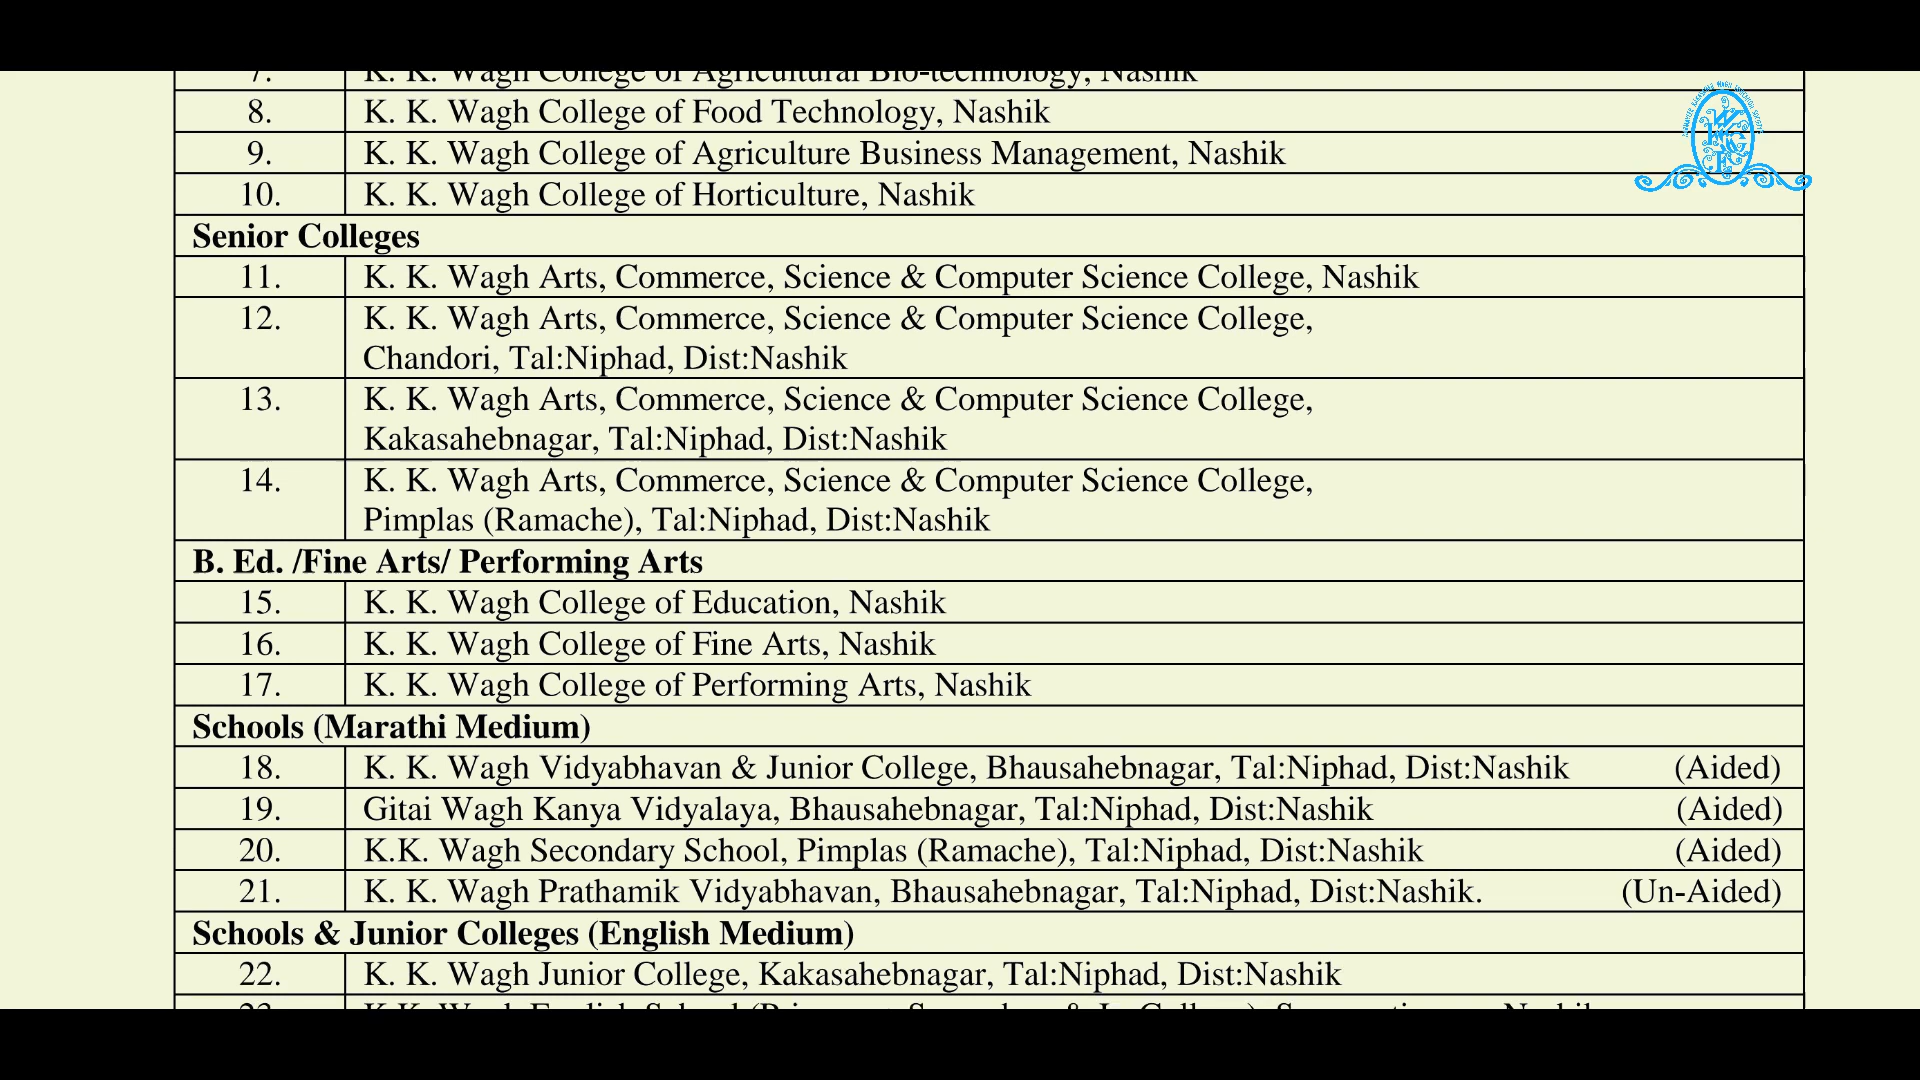 7. K. K. Wagh College of Agricultural Bio-technology, Nashik
8. K. K. Wagh College of Food Technology, Nashik
9. K. K. Wagh College of Agriculture Business Management, Nashik
10. K. K. Wagh College of Horticulture, Nashik
Senior Colleges
11. K. K. Wagh Arts, Commerce, Science & Computer Science College, Nashik
12. K. K. Wagh Arts, Commerce, Science & Computer Science College,
Chandori, Tal:Niphad, Dist:Nashik
13. K. K. Wagh Arts, Commerce, Science & Computer Science College,
Kakasahebnagar, Tal:Niphad, Dist:Nashik
14. K. K. Wagh Arts, Commerce, Science & Computer Science College,
Pimplas (Ramache), Tal:Niphad, Dist:Nashik
B. Ed. /Fine Arts/ Performing Arts
15. K. K. Wagh College of Education, Nashik
16. K. K. Wagh College of Fine Arts, Nashik
17. K. K. Wagh College of Performing Arts, Nashik
Schools (Marathi Medium)
18. K. K. Wagh Vidyabhavan & Junior College, Bhausahebnagar, Tal:Niphad, Dist:Nashik (Aided)
19. Gitai Wagh Kanya Vidyalaya, Bhausahebnagar, Tal:Niphad, Dist:Nashik (Aided)
20. K.K. Wagh Secondary School, Pimplas (Ramache), Tal:Niphad, Dist:Nashik (Aided)
21. K. K. Wagh Prathamik Vidyabhavan, Bhausahebnagar, Tal:Niphad, Dist:Nashik. (Un-Aided)
Schools & Junior Colleges (English Medium)
22. K. K. Wagh Junior College, Kakasahebnagar, Tal:Niphad, Dist:Nashik